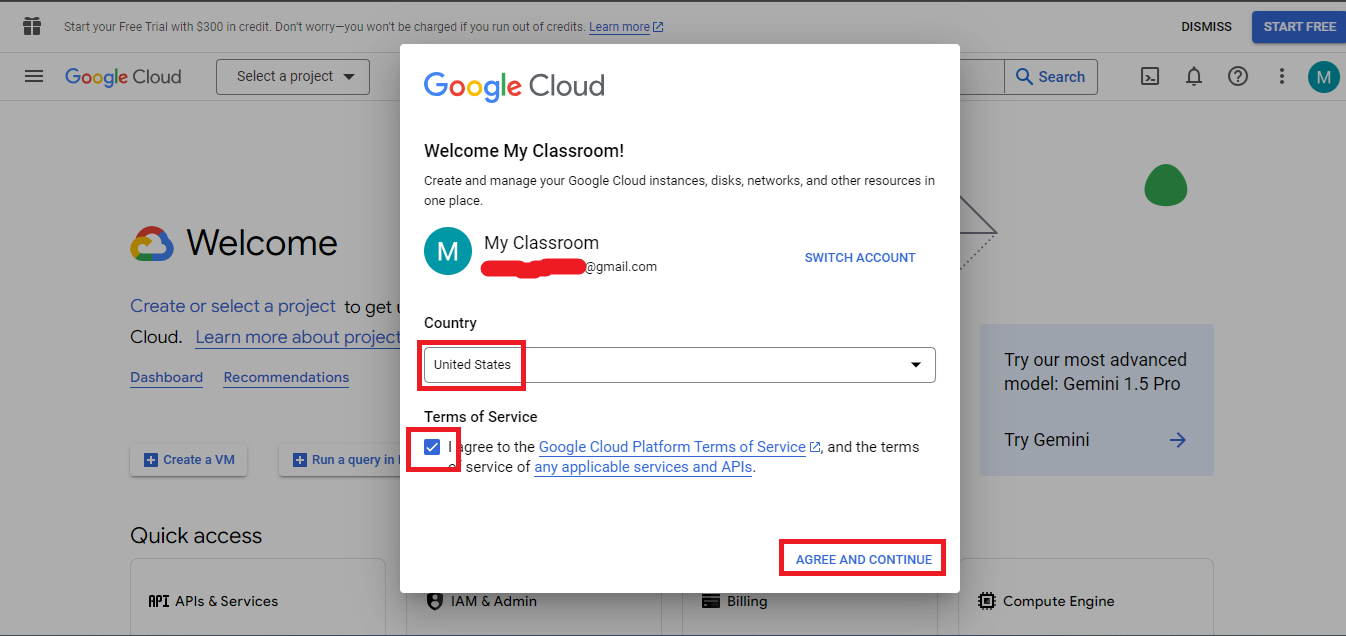 Start your Free Trial with $300 in credit. Don't worry—you won't be charged if you run out of credits. Learn more
DISMISS
START FREE
Google Cloud
Select a project
Search
M
Google Cloud
Welcome My Classroom!
Create and manage your Google Cloud instances, disks, networks, and other resources in
one place.
M
My Classroom
@gmail.com
SWITCH ACCOUNT
Country
United States
Terms of Service
I agree to the Google Cloud Platform Terms of Service, and the terms
of service of any applicable services and APIs.
AGREE AND CONTINUE
Welcome
Create or select a project to get
Cloud. Learn more about project
Dashboard
Recommendations
Create a VM
Run a query in
Try our most advanced
model: Gemini 1.5 Pro
Try Gemini
Quick access
API APIs & Services
IAM & Admin
Billing
Compute Engine